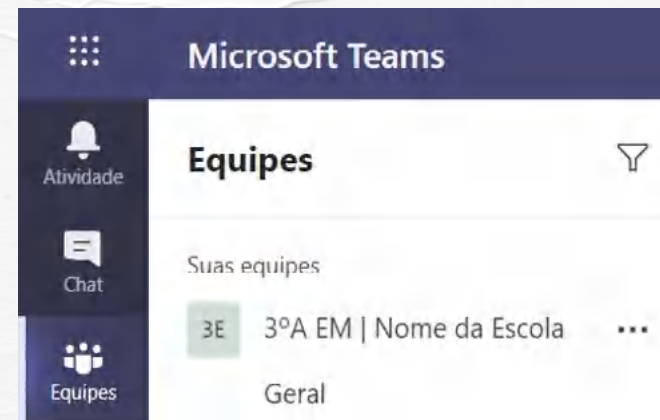 Microsoft Teams
Atividade
Chat
Equipes
Equipes
Suas equipes
3E 3ºA EM | Nome da Escola ...
Geral